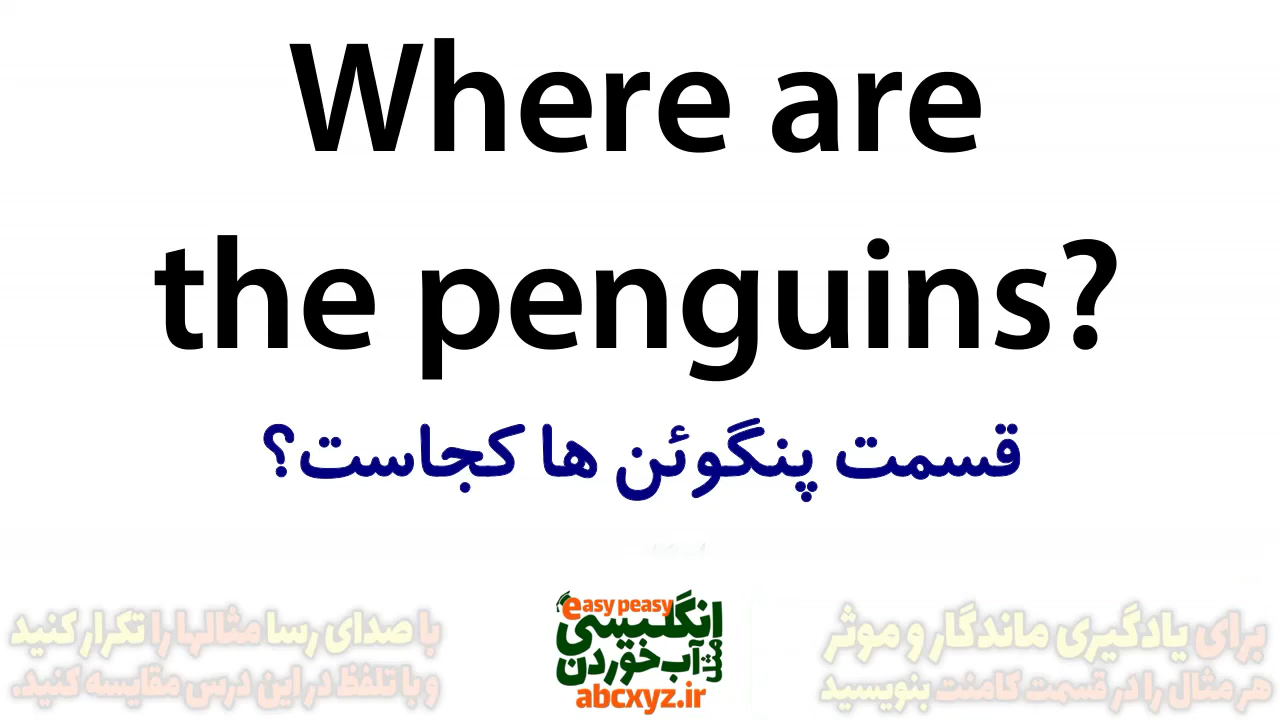 Where are
the penguins?
قسمت پنگوئن ها کجاست؟
برای یادگیری ماندگار و موثر
هر مثال را در قسمت کامنت بنویسید
easy peasy
انگلیسی
مثل آب خوردن
abcxyz.ir
با صدای رسا مثالها را تکرار کنید
و با تلفظ در این درس مقایسه کنید.